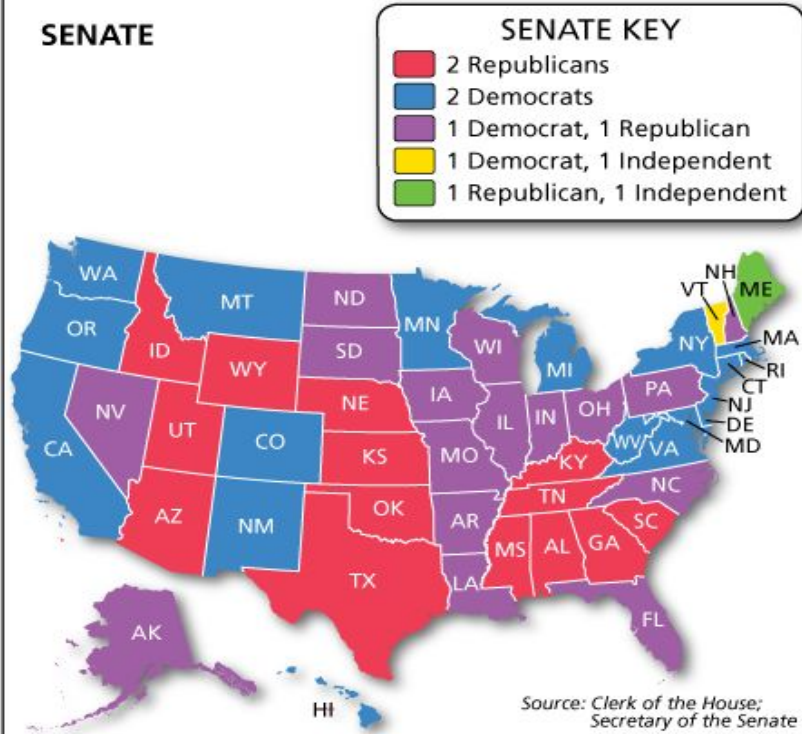 SENATE
SENATE KEY
2 Republicans
2 Democrats
1 Democrat, 1 Republican
1 Democrat, 1 Independent
1 Republican, 1 Independent
WA
OR
CA
NV
ID
MT
WY
UT
AZ
CO
NM
ND
SD
NE
KS
OK
TX
MN
IA
MO
AR
LA
WI
IL
MI
IN
OH
KY
TN
MS
AL
GA
FL
SC
NC
WV
VA
PA
NY
VT
NH
ME
MA
RI
CT
NJ
DE
MD
AK
HI
Source: Clerk of the House;
Secretary of the Senate